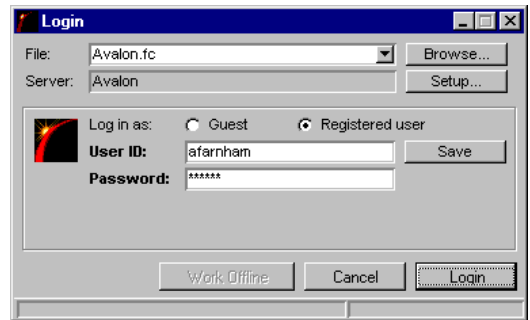 Login
File: Avalon.fc Browse...
Server: Avalon Setup...
Log in as: Guest Registered user
User ID: afarnham Save
Password: ******
Work Offline Cancel Login